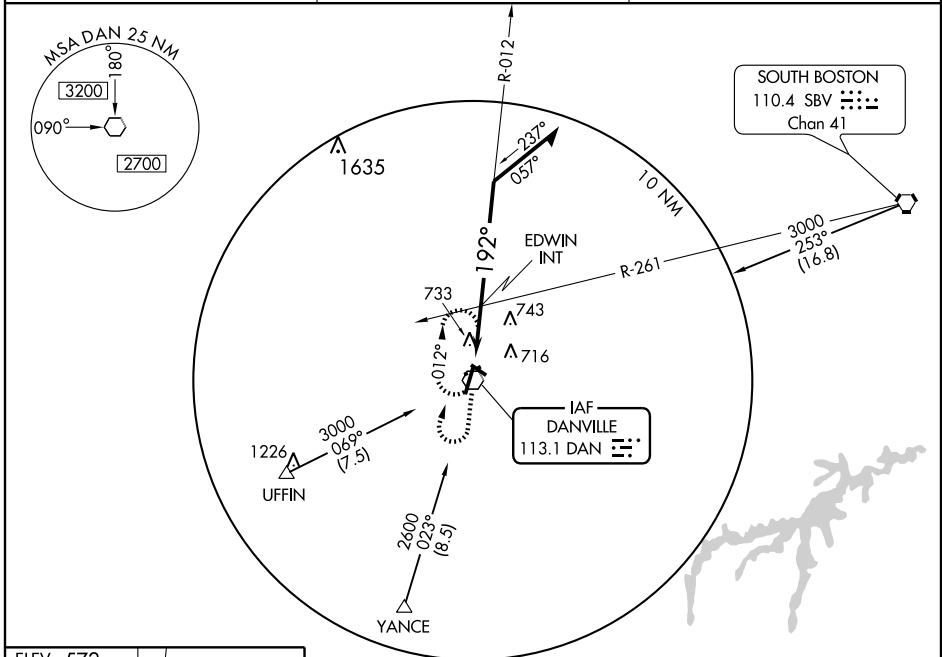 MSA DAN 25 NM
180°
3200
090°
2700
R-012
SOUTH BOSTON
110.4 SBV
Chan 41
1635
237°
057°
10 NM
192°
EDWIN
INT
3000
253°
(16.8)
R-261
733
743
716
012°
IAF
DANVILLE
113.1 DAN
3000
069°
(7.5)
1226
UFFIN
2600
023°
(8.5)
YANCE
ELEV 572